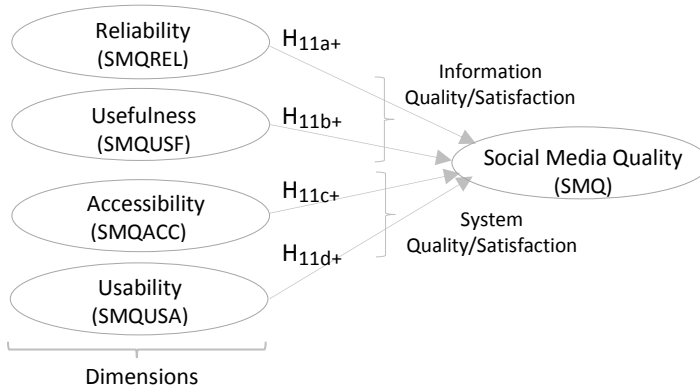 Reliability
(SMQREL)
H11a+
Information
Quality/Satisfaction
Usefulness
(SMQUSF)
H11b+
Social Media Quality
(SMQ)
Accessibility
(SMQACC)
H11c+
System
Quality/Satisfaction
H11d+
Usability
(SMQUSA)
Dimensions